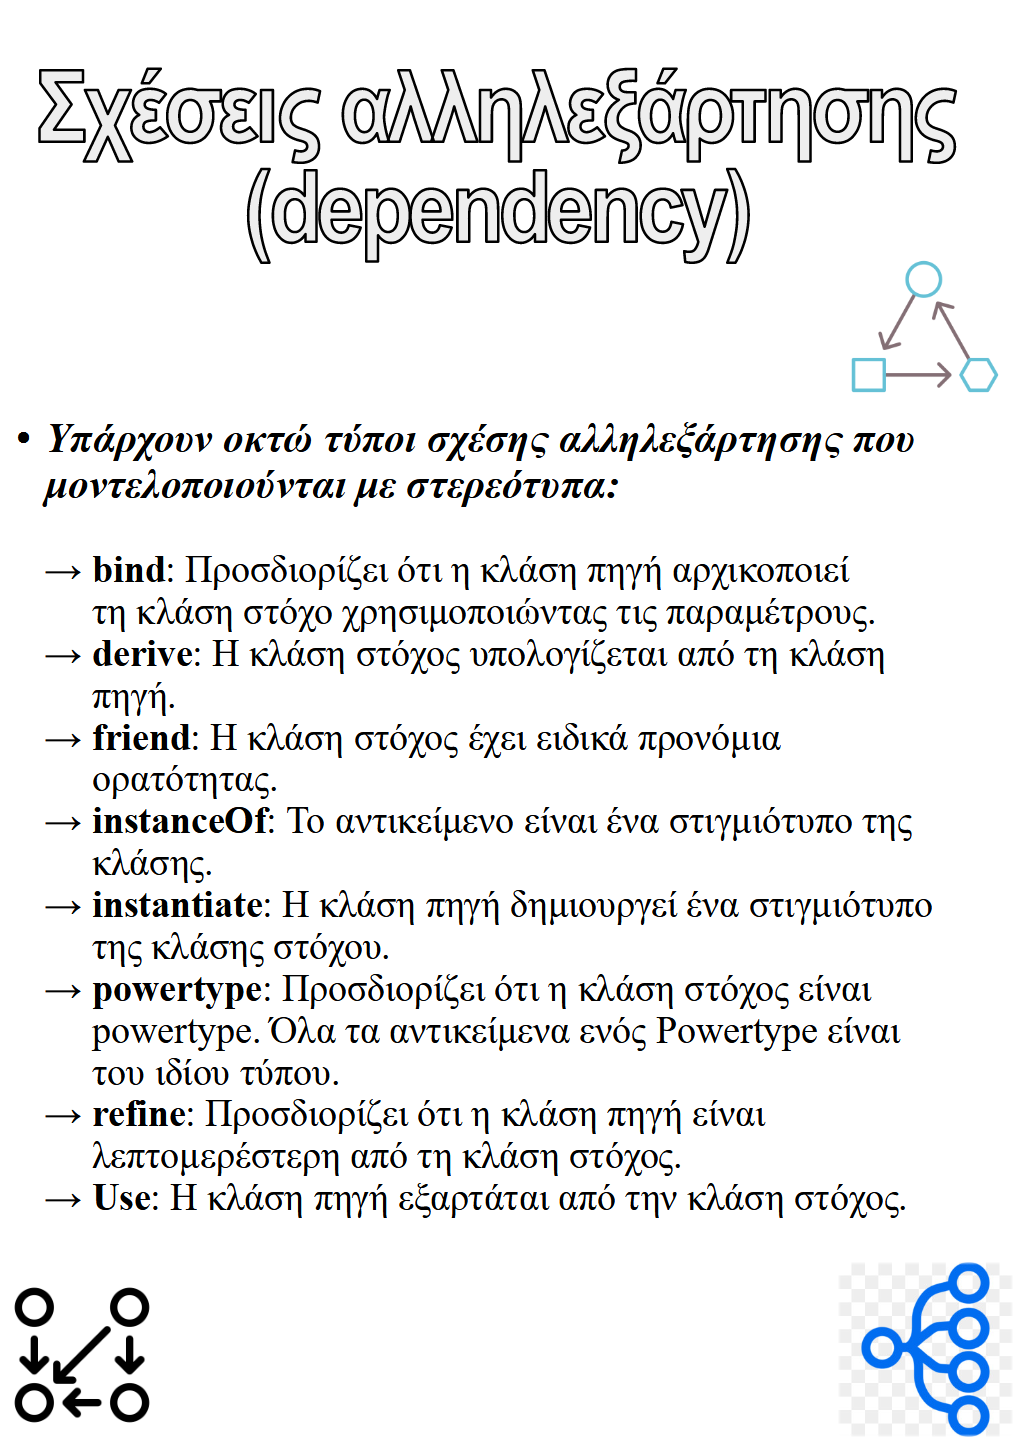 Σχέσεις αλληλεξάρτησης
(dependency)
• Υπάρχουν οκτώ τύποι σχέσης αλληλεξάρτησης που
μοντελοποιούνται με στερεότυπα:
→ bind: Προσδιορίζει ότι η κλάση πηγή αρχικοποιεί
τη κλάση στόχο χρησιμοποιώντας τις παραμέτρους.
→ derive: Η κλάση στόχος υπολογίζεται από τη κλάση
πηγή.
→ friend: Η κλάση στόχος έχει ειδικά προνόμια
ορατότητας.
→ instanceOf: Το αντικείμενο είναι ένα στιγμιότυπο της
κλάσης.
→ instantiate: Η κλάση πηγή δημιουργεί ένα στιγμιότυπο
της κλάσης στόχου.
→ powertype: Προσδιορίζει ότι η κλάση στόχος είναι
powertype. Όλα τα αντικείμενα ενός Powertype είναι
του ιδίου τύπου.
→ refine: Προσδιορίζει ότι η κλάση πηγή είναι
λεπτομερέστερη από τη κλάση στόχος.
→ Use: Η κλάση πηγή εξαρτάται από την κλάση στόχος.